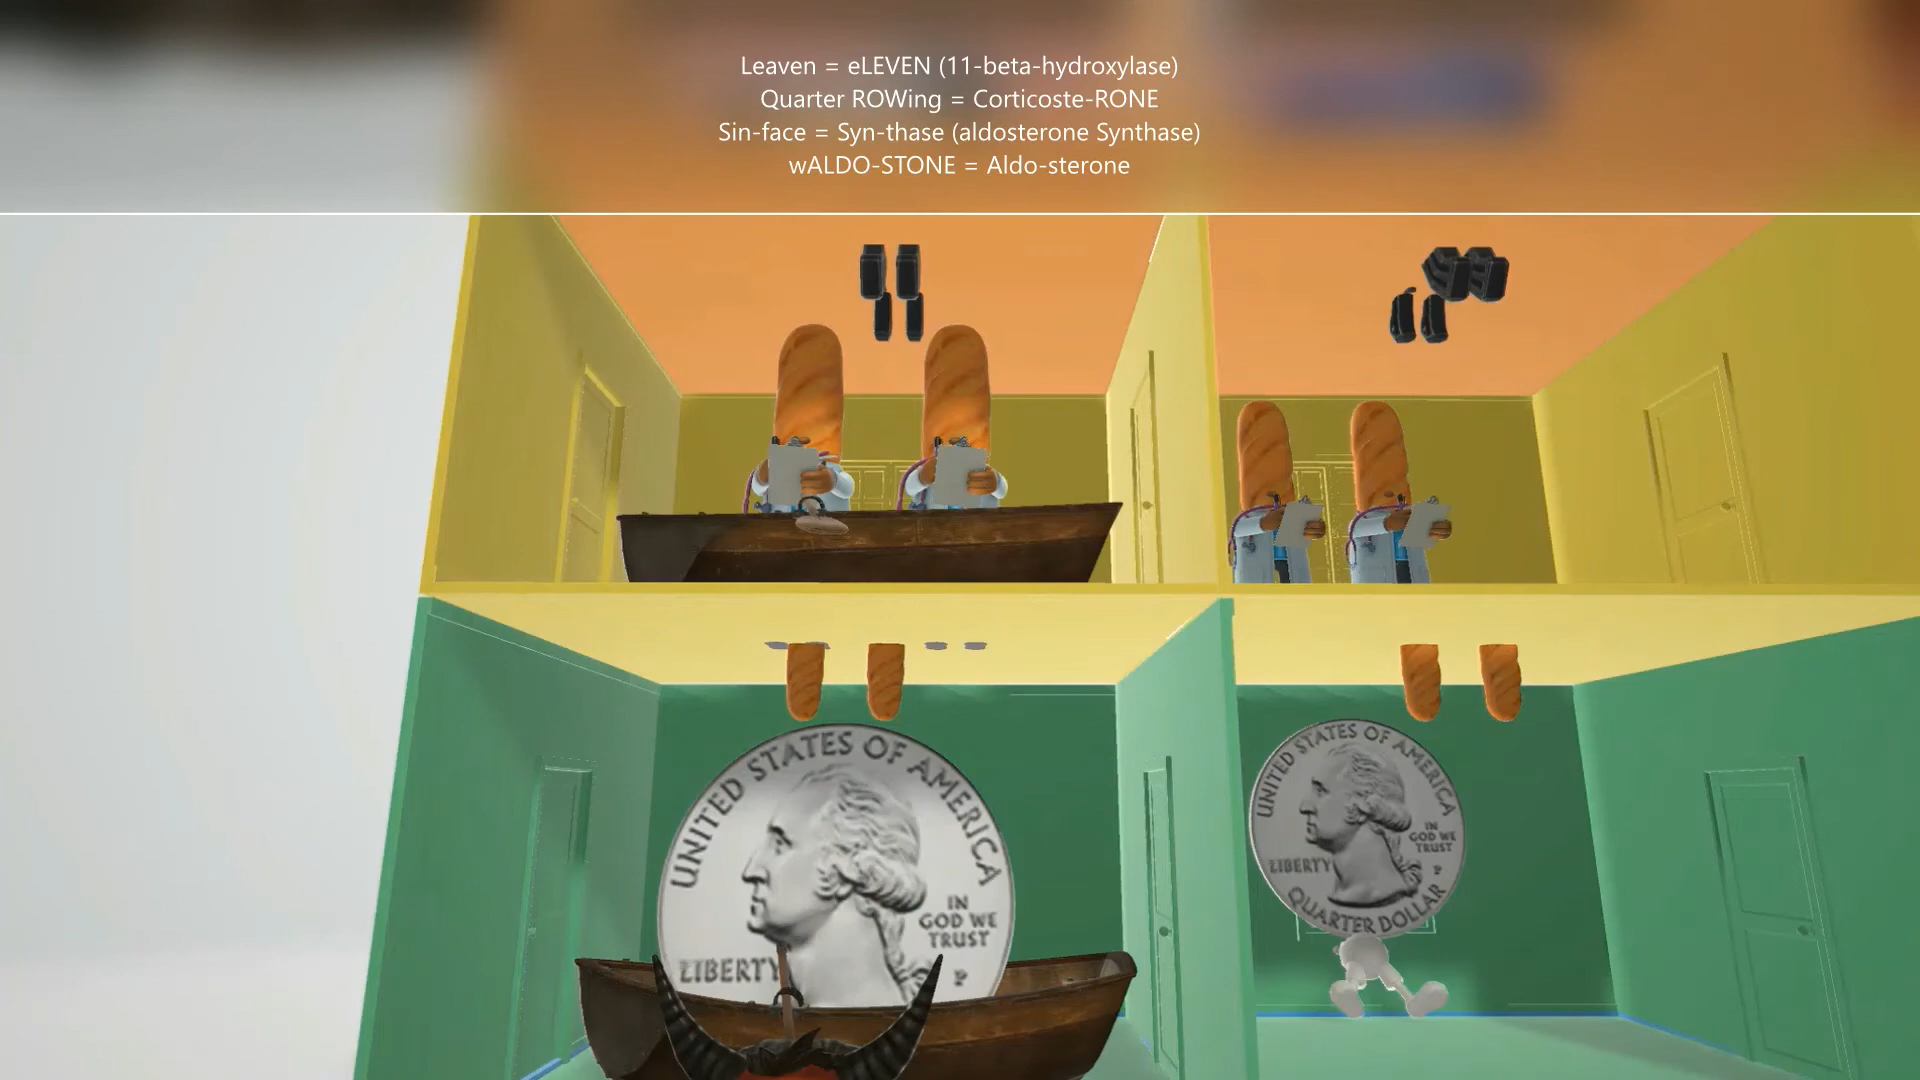 Leaven = eLEVEN (11-beta-hydroxylase)
Quarter ROWing = Corticoste-RONE
Sin-face = Syn-thase (aldosterone Synthase)
wALDO-STONE = Aldo-sterone
UNITED STATES OF AMERICA
IN
GOD WE
TRUST
LIBERTY
P
UNITED STATES OF AMERICA
IN
GOD WE
TRUST
LIBERTY
P
QUARTER DOLLAR